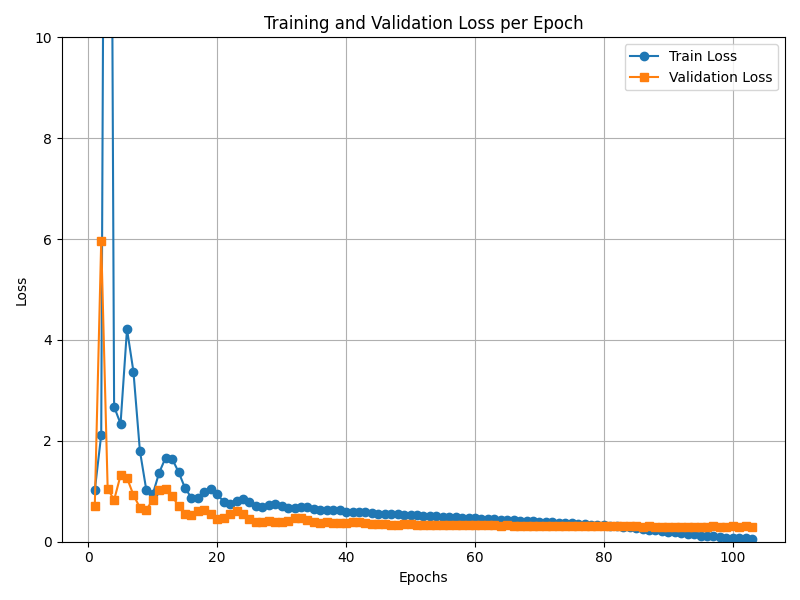 Training and Validation Loss per Epoch
Train Loss
Validation Loss
Loss
10
8
6
4
2
0
0 20 40 60 80 100
Epochs